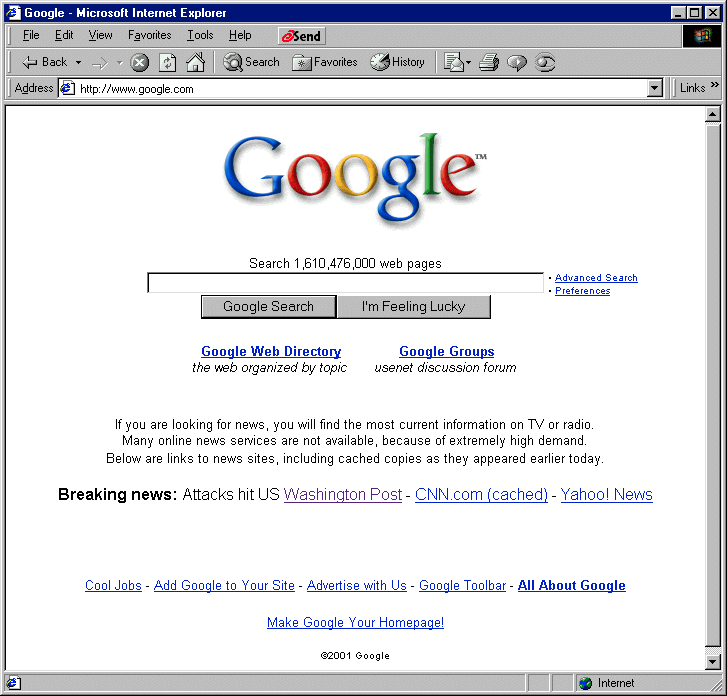 Google - Microsoft Internet Explorer
File Edit View Favorites Tools Help eSend
Back Search Favorites History
Address http://www.google.com Links »
Google™
Search 1,610,476,000 web pages
• Advanced Search
• Preferences
Google Search I'm Feeling Lucky
Google Web Directory Google Groups
the web organized by topic usenet discussion forum
If you are looking for news, you will find the most current information on TV or radio.
Many online news services are not available, because of extremely high demand.
Below are links to news sites, including cached copies as they appeared earlier today.
Breaking news: Attacks hit US Washington Post - CNN.com (cached) - Yahoo! News
Cool Jobs - Add Google to Your Site - Advertise with Us - Google Toolbar - All About Google
Make Google Your Homepage!
©2001 Google
Internet